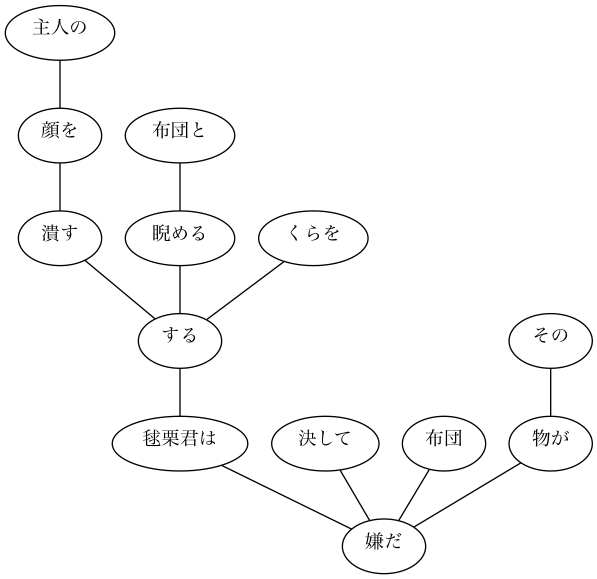 主人の
顔を
布団と
潰す
睨める
くらを
する
その
毬栗君は
決して
布団
物が
嫌だ